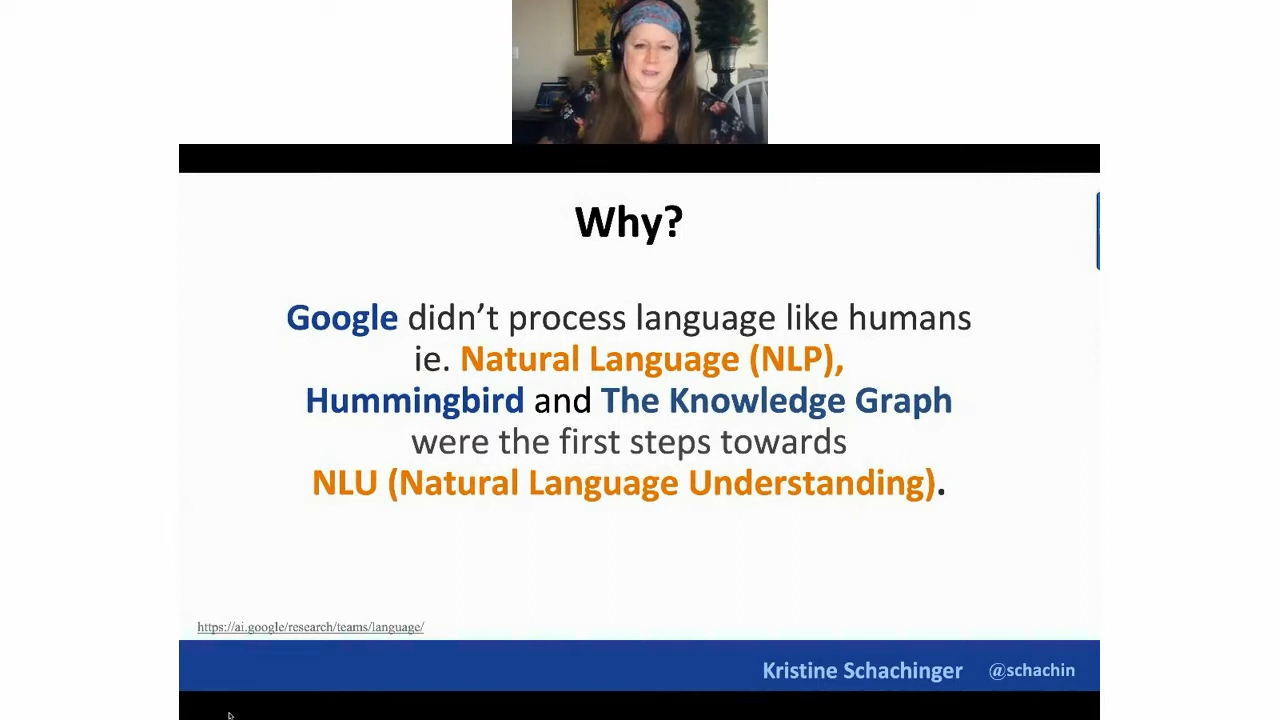 Why?
Google didn't process language like humans
ie. Natural Language (NLP),
Hummingbird and The Knowledge Graph
were the first steps towards
NLU (Natural Language Understanding).
https://ai.google/research/teams/language/
Kristine Schachinger @schachin